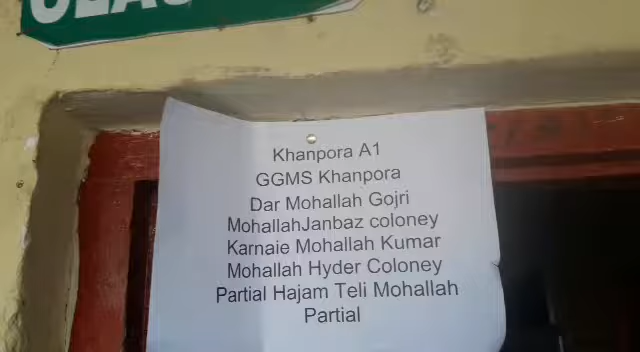 Khanpora A1
GGMS Khanpora
Dar Mohallah Gojri
MohallahJanbaz coloney
Karnaie Mohallah Kumar
Mohallah Hyder Coloney
Partial Hajam Teli Mohallah
Partial